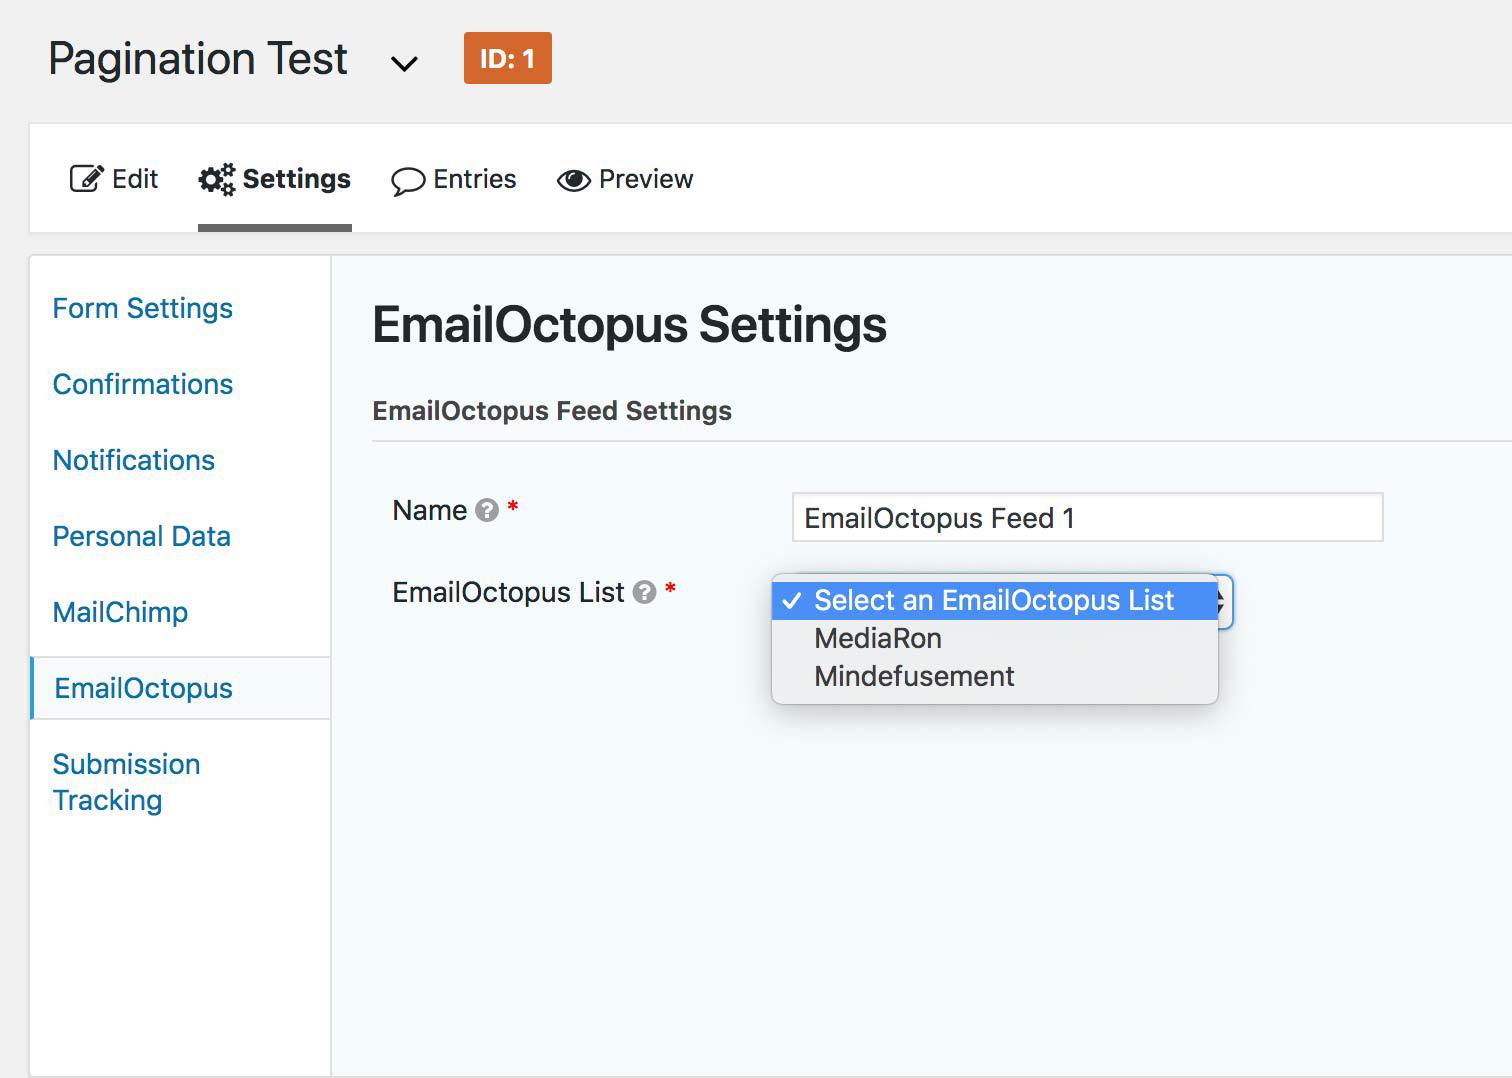 Pagination Test
ID: 1
Edit
Settings
Entries
Preview
Form Settings
Confirmations
Notifications
Personal Data
MailChimp
EmailOctopus
Submission
Tracking
EmailOctopus Settings
EmailOctopus Feed Settings
Name ? *
EmailOctopus Feed 1
EmailOctopus List ? *
✓ Select an EmailOctopus List
MediaRon
Mindefusement